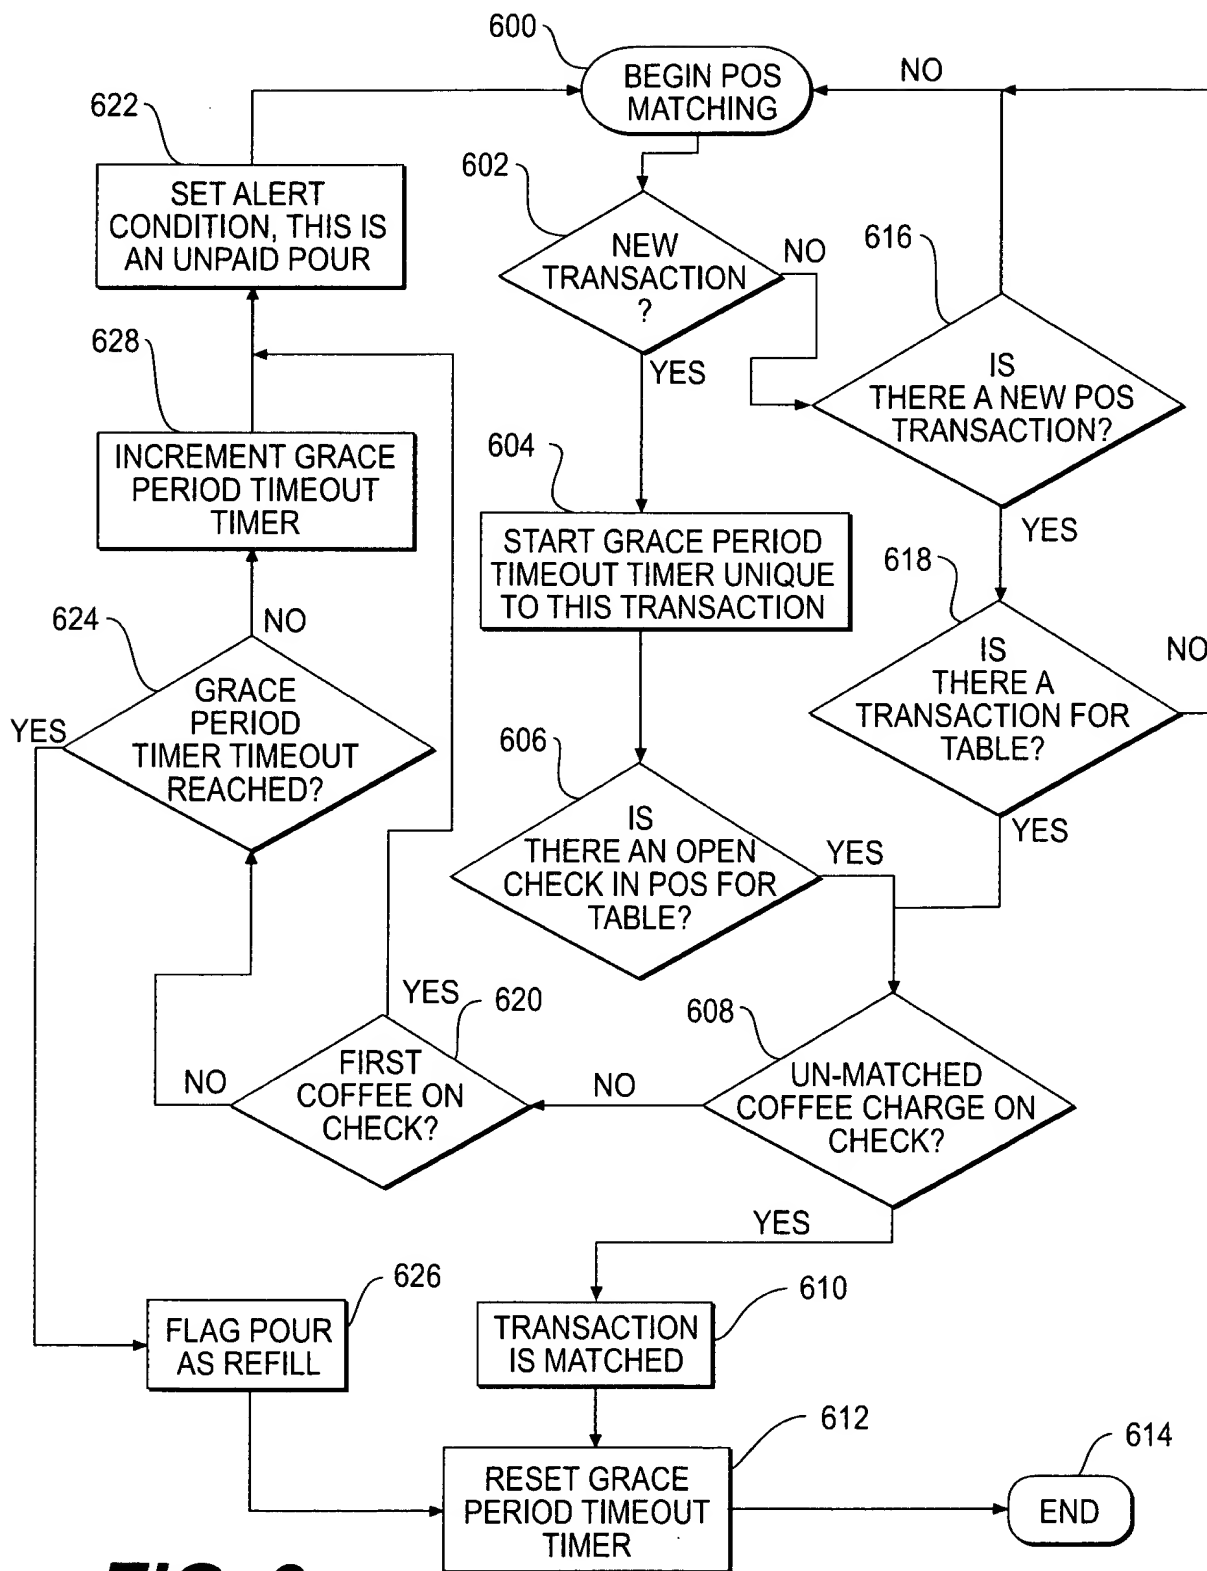 600
BEGIN POS
MATCHING
NO
622
SET ALERT
CONDITION, THIS IS
AN UNPAID POUR
602
NEW
TRANSACTION
?
NO
YES
616
IS
THERE A NEW POS
TRANSACTION?
YES
628
INCREMENT GRACE
PERIOD TIMEOUT
TIMER
604
START GRACE PERIOD
TIMEOUT TIMER UNIQUE
TO THIS TRANSACTION
618
IS
THERE A
TRANSACTION FOR
TABLE?
NO
YES
624
NO
GRACE
PERIOD
TIMER TIMEOUT
REACHED?
YES
606
IS
THERE AN OPEN
CHECK IN POS FOR
TABLE?
YES
YES
620
FIRST
COFFEE ON
CHECK?
NO
608
UN-MATCHED
COFFEE CHARGE ON
CHECK?
NO
YES
626
FLAG POUR
AS REFILL
610
TRANSACTION
IS MATCHED
612
RESET GRACE
PERIOD TIMEOUT
TIMER
614
END